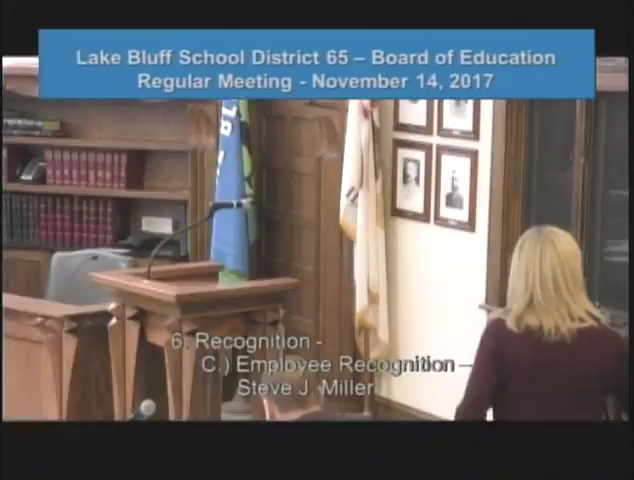 Lake Bluff School District 65 – Board of Education
Regular Meeting - November 14, 2017
6. Recognition -
C.) Employee Recognition –
Steve J. Miller